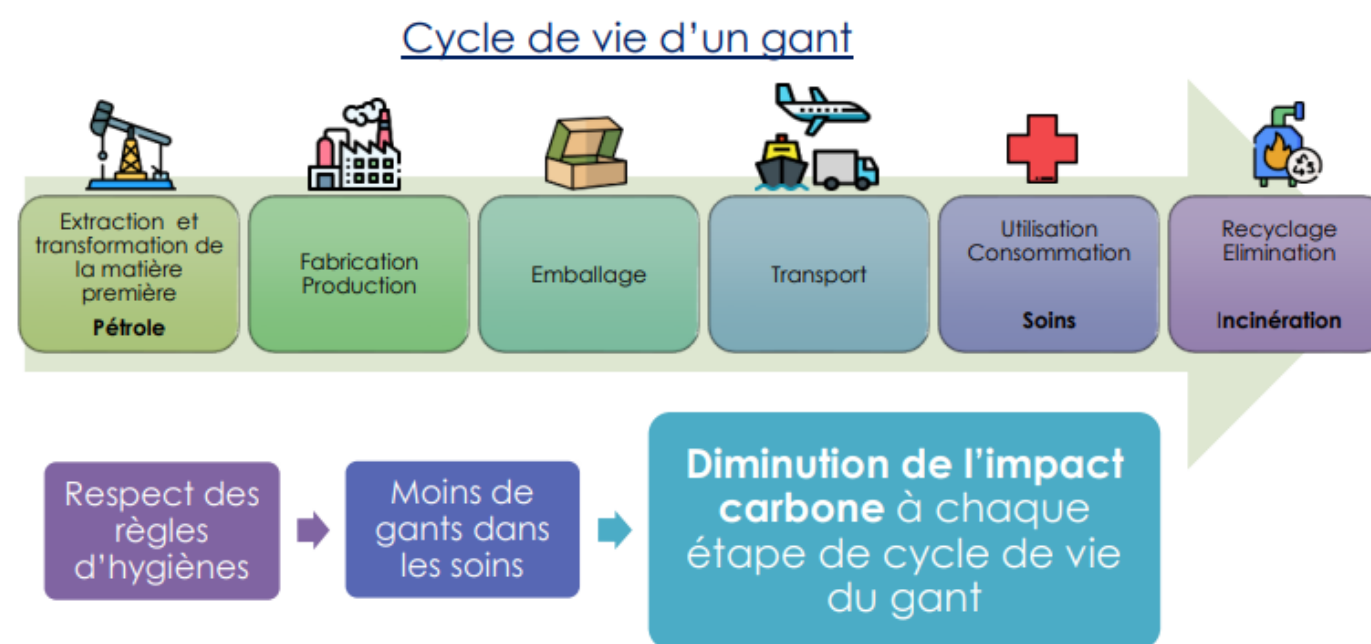 Cycle de vie d'un gant
Extraction et
transformation de
la matière
première
Pétrole
Fabrication
Production
Emballage
Transport
Utilisation
Consommation
Soins
Recyclage
Elimination
Incinération
Respect des
règles
d'hygiènes
Moins de
gants dans
les soins
Diminution de l'impact
carbone à chaque
étape de cycle de vie
du gant